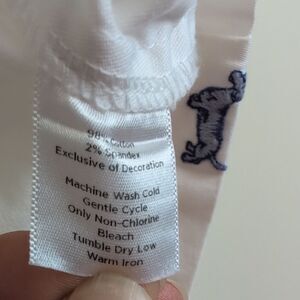 98% Cotton
2% Spandex
Exclusive of Decoration
Machine Wash Cold
Gentle Cycle
Only Non-Chlorine
Bleach
Tumble Dry Low
Warm Iron